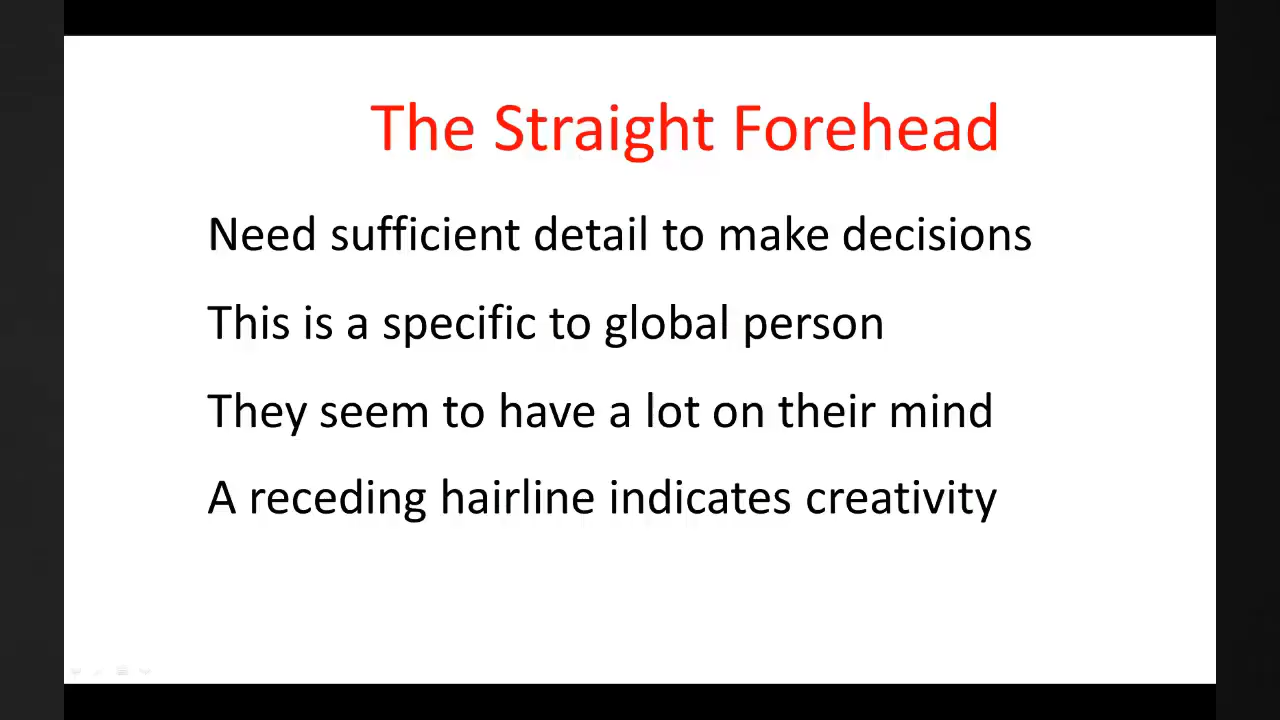 The Straight Forehead
Need sufficient detail to make decisions
This is a specific to global person
They seem to have a lot on their mind
A receding hairline indicates creativity